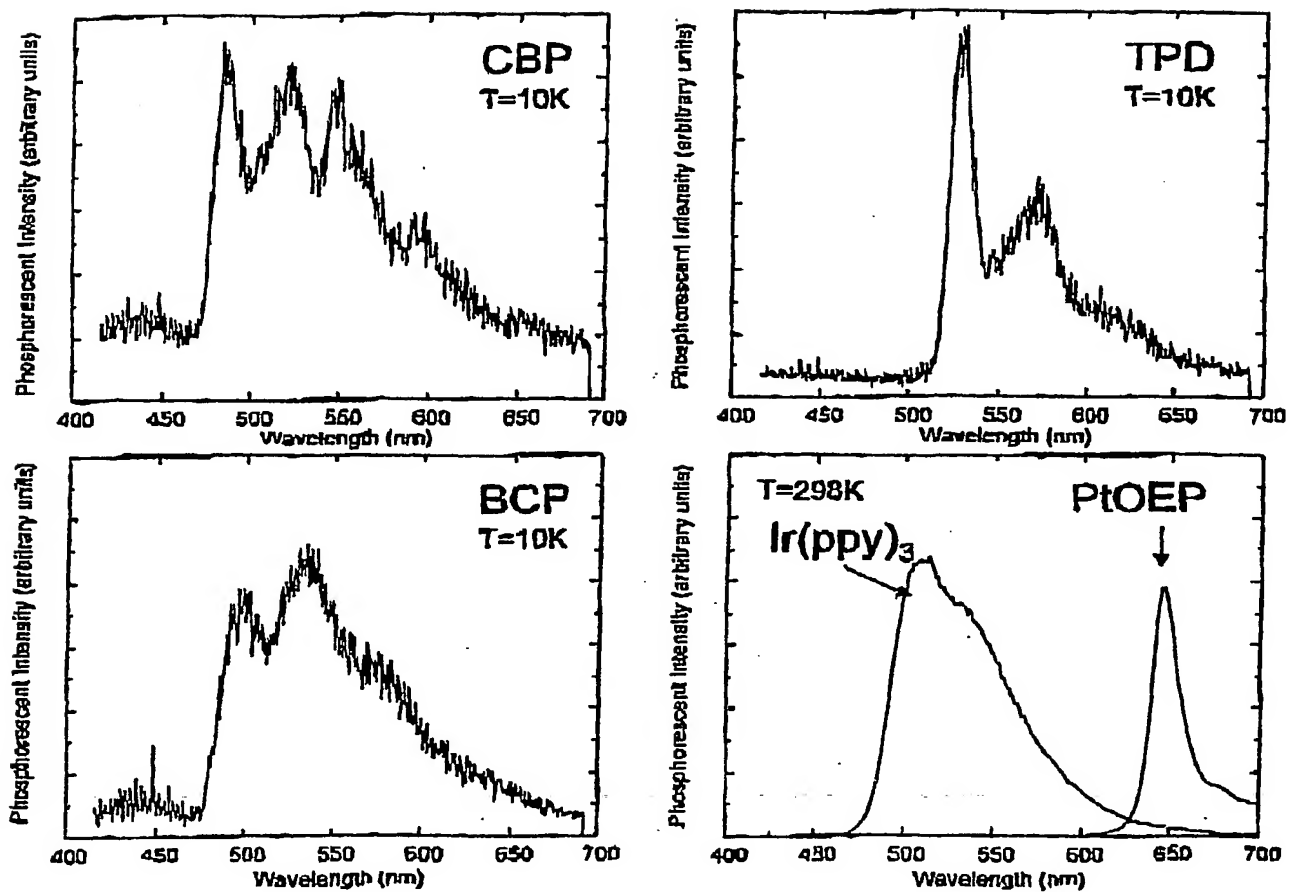 Phosphorescent Intensity (arbitrary units)
CBP
T=10K
400 450 500 550 600 650 700
Wavelength (nm)
Phosphorescent Intensity (arbitrary units)
TPD
T=10K
400 450 500 550 600 650 700
Wavelength (nm)
Phosphorescent Intensity (arbitrary units)
BCP
T=10K
400 450 500 550 600 650 700
Wavelength (nm)
Phosphorescent Intensity (arbitrary units)
T=298K
PtOEP
Ir(ppy)3
400 450 500 550 600 650 700
Wavelength (nm)